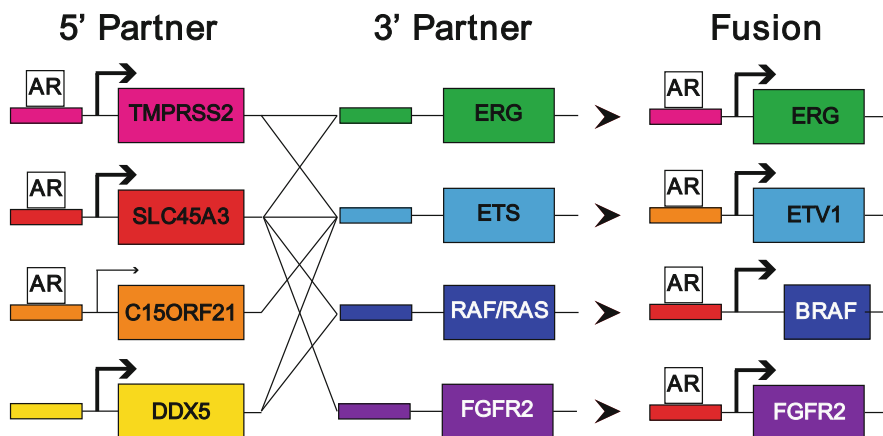 5’ Partner 3’ Partner Fusion
AR AR
TMPRSS2 ERG ERG
AR AR
SLC45A3 ETS ETV1
AR AR
C15ORF21 RAF/RAS BRAF
AR
DDX5 FGFR2 FGFR2